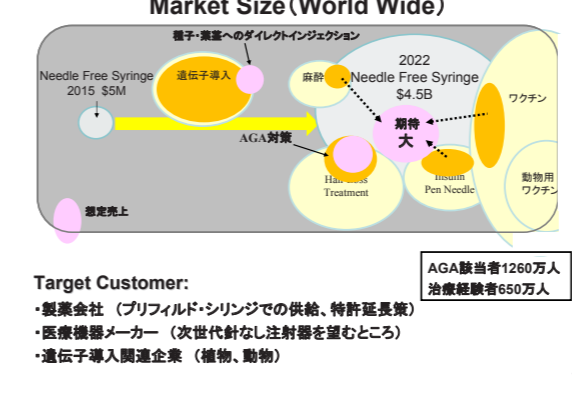 Market Size（World Wide）
種子・葉茎へのダイレクトインジェクション
Needle Free Syringe
2015 $5M
遺伝子導入
麻酔
2022
Needle Free Syringe
$4.5B
ワクチン
期待
大
AGA対策
Hair Loss
Treatment
Insulin
Pen Needle
動物用
ワクチン
想定売上
AGA該当者1260万人
治療経験者650万人
Target Customer:
・製薬会社 （プリフィルド・シリンジでの供給、特許延長策）
・医療機器メーカー （次世代針なし注射器を望むところ）
・遺伝子導入関連企業 （植物、動物）